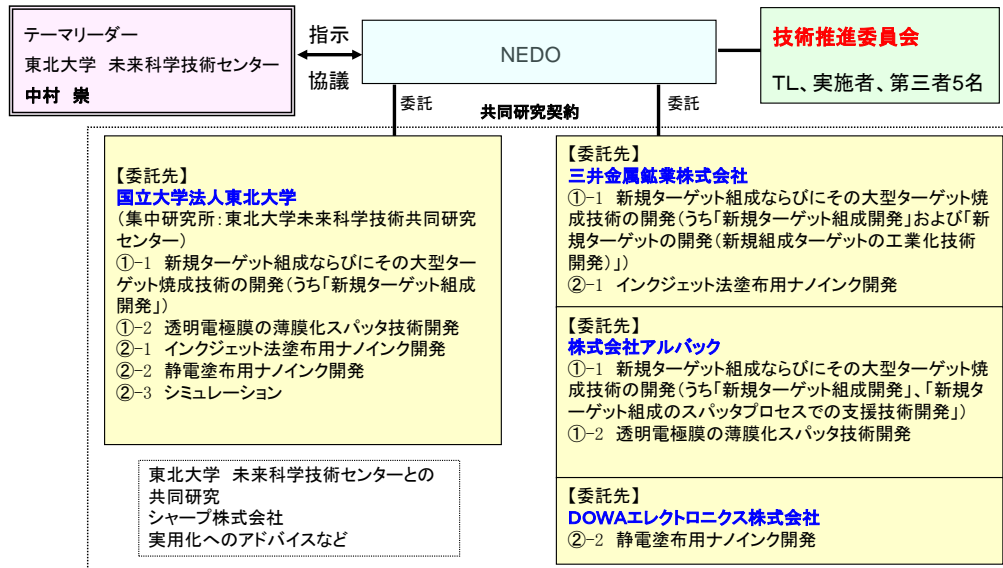 テーマリーダー
東北大学　未来科学技術センター
中村　崇
指示
協議
NEDO
技術推進委員会
TL、実施者、第三者5名
委託
共同研究契約
委託
【委託先】
国立大学法人東北大学
(集中研究所:東北大学未来科学技術共同研究
センター)
①-1 新規ターゲット組成ならびにその大型ター
ゲット焼成技術の開発(うち「新規ターゲット組成
開発」)
①-2 透明電極膜の薄膜化スパッタ技術開発
②-1 インクジェット法塗布用ナノインク開発
②-2 静電塗布用ナノインク開発
②-3 シミュレーション
東北大学　未来科学技術センターとの
共同研究
シャープ株式会社
実用化へのアドバイスなど
【委託先】
三井金属鉱業株式会社
①-1 新規ターゲット組成ならびにその大型ターゲット焼
成技術の開発(うち「新規ターゲット組成開発」および「新
規ターゲットの開発(新規組成ターゲットの工業化技術
開発)」)
②-1 インクジェット法塗布用ナノインク開発
【委託先】
株式会社アルバック
①-1 新規ターゲット組成ならびにその大型ターゲット焼
成技術の開発(うち「新規ターゲット組成開発」、「新規タ
ーゲット組成のスパッタプロセスでの支援技術開発」)
①-2 透明電極膜の薄膜化スパッタ技術開発
【委託先】
DOWAエレクトロニクス株式会社
②-2 静電塗布用ナノインク開発